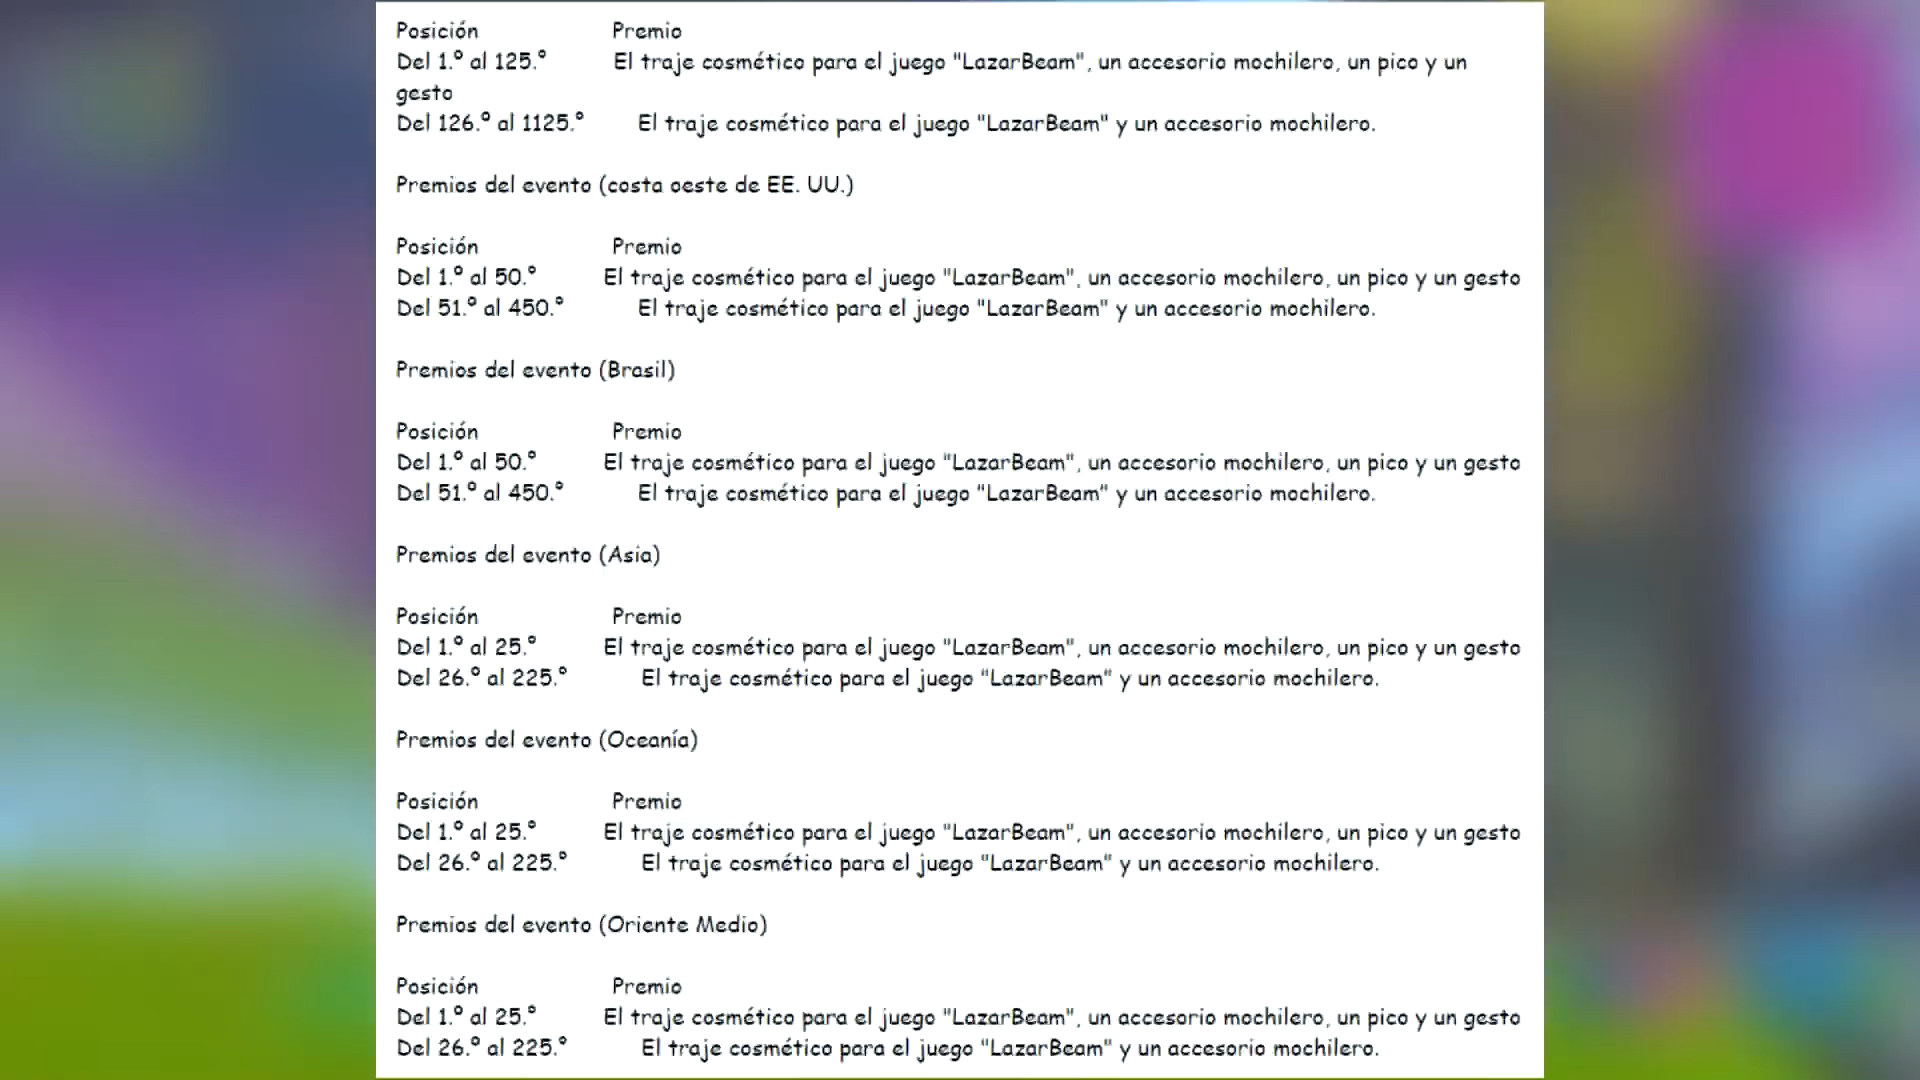 Posición Premio
Del 1.º al 125.º El traje cosmético para el juego "LazarBeam", un accesorio mochilero, un pico y un
gesto
Del 126.º al 1125.º El traje cosmético para el juego "LazarBeam" y un accesorio mochilero.
Premios del evento (costa oeste de EE. UU.)
Posición Premio
Del 1.º al 50.º El traje cosmético para el juego "LazarBeam", un accesorio mochilero, un pico y un gesto
Del 51.º al 450.º El traje cosmético para el juego "LazarBeam" y un accesorio mochilero.
Premios del evento (Brasil)
Posición Premio
Del 1.º al 50.º El traje cosmético para el juego "LazarBeam", un accesorio mochilero, un pico y un gesto
Del 51.º al 450.º El traje cosmético para el juego "LazarBeam" y un accesorio mochilero.
Premios del evento (Asia)
Posición Premio
Del 1.º al 25.º El traje cosmético para el juego "LazarBeam", un accesorio mochilero, un pico y un gesto
Del 26.º al 225.º El traje cosmético para el juego "LazarBeam" y un accesorio mochilero.
Premios del evento (Oceanía)
Posición Premio
Del 1.º al 25.º El traje cosmético para el juego "LazarBeam", un accesorio mochilero, un pico y un gesto
Del 26.º al 225.º El traje cosmético para el juego "LazarBeam" y un accesorio mochilero.
Premios del evento (Oriente Medio)
Posición Premio
Del 1.º al 25.º El traje cosmético para el juego "LazarBeam", un accesorio mochilero, un pico y un gesto
Del 26.º al 225.º El traje cosmético para el juego "LazarBeam" y un accesorio mochilero.